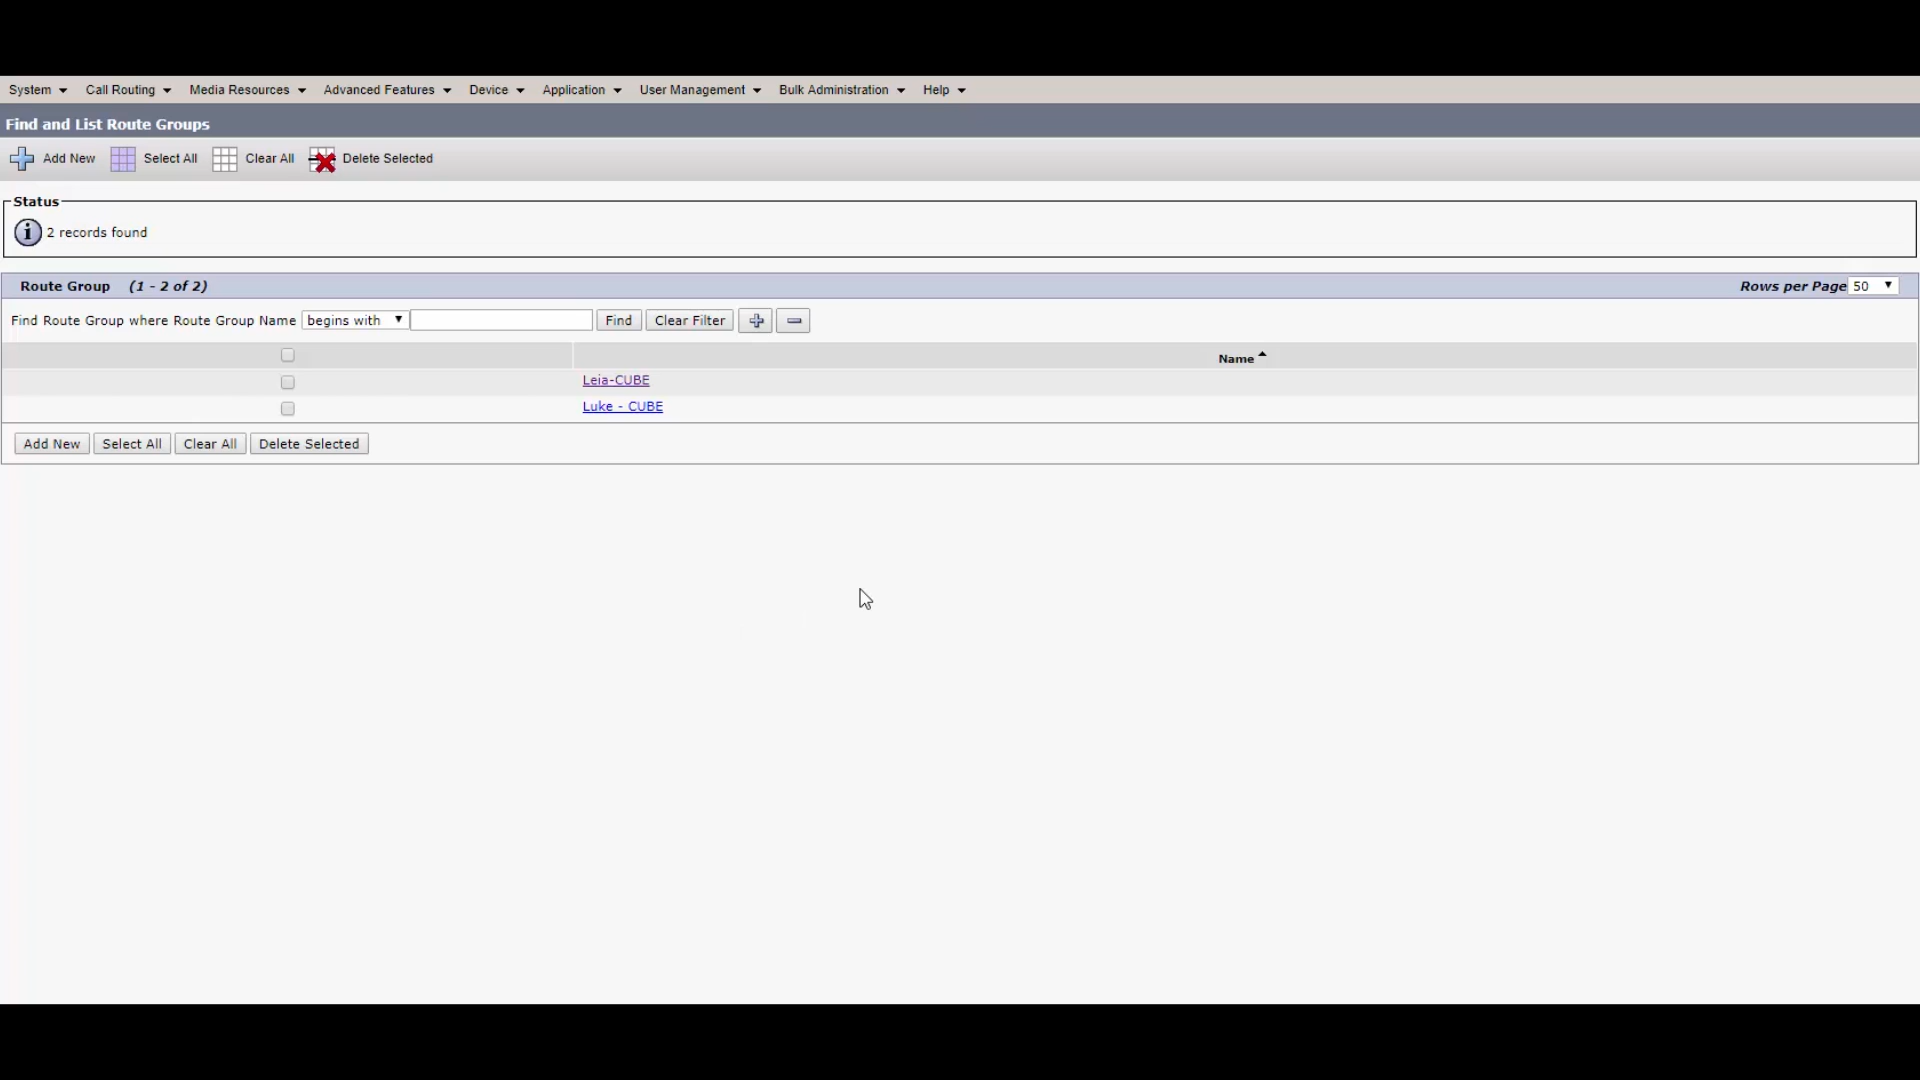 System Call Routing Media Resources Advanced Features Device Application User Management Bulk Administration Help
Find and List Route Groups
Add New Select All Clear All Delete Selected
Status
2 records found
Route Group (1 - 2 of 2) Rows per Page 50
Find Route Group where Route Group Name begins with Find Clear Filter
Name
Leia-CUBE
Luke - CUBE
Add New Select All Clear All Delete Selected